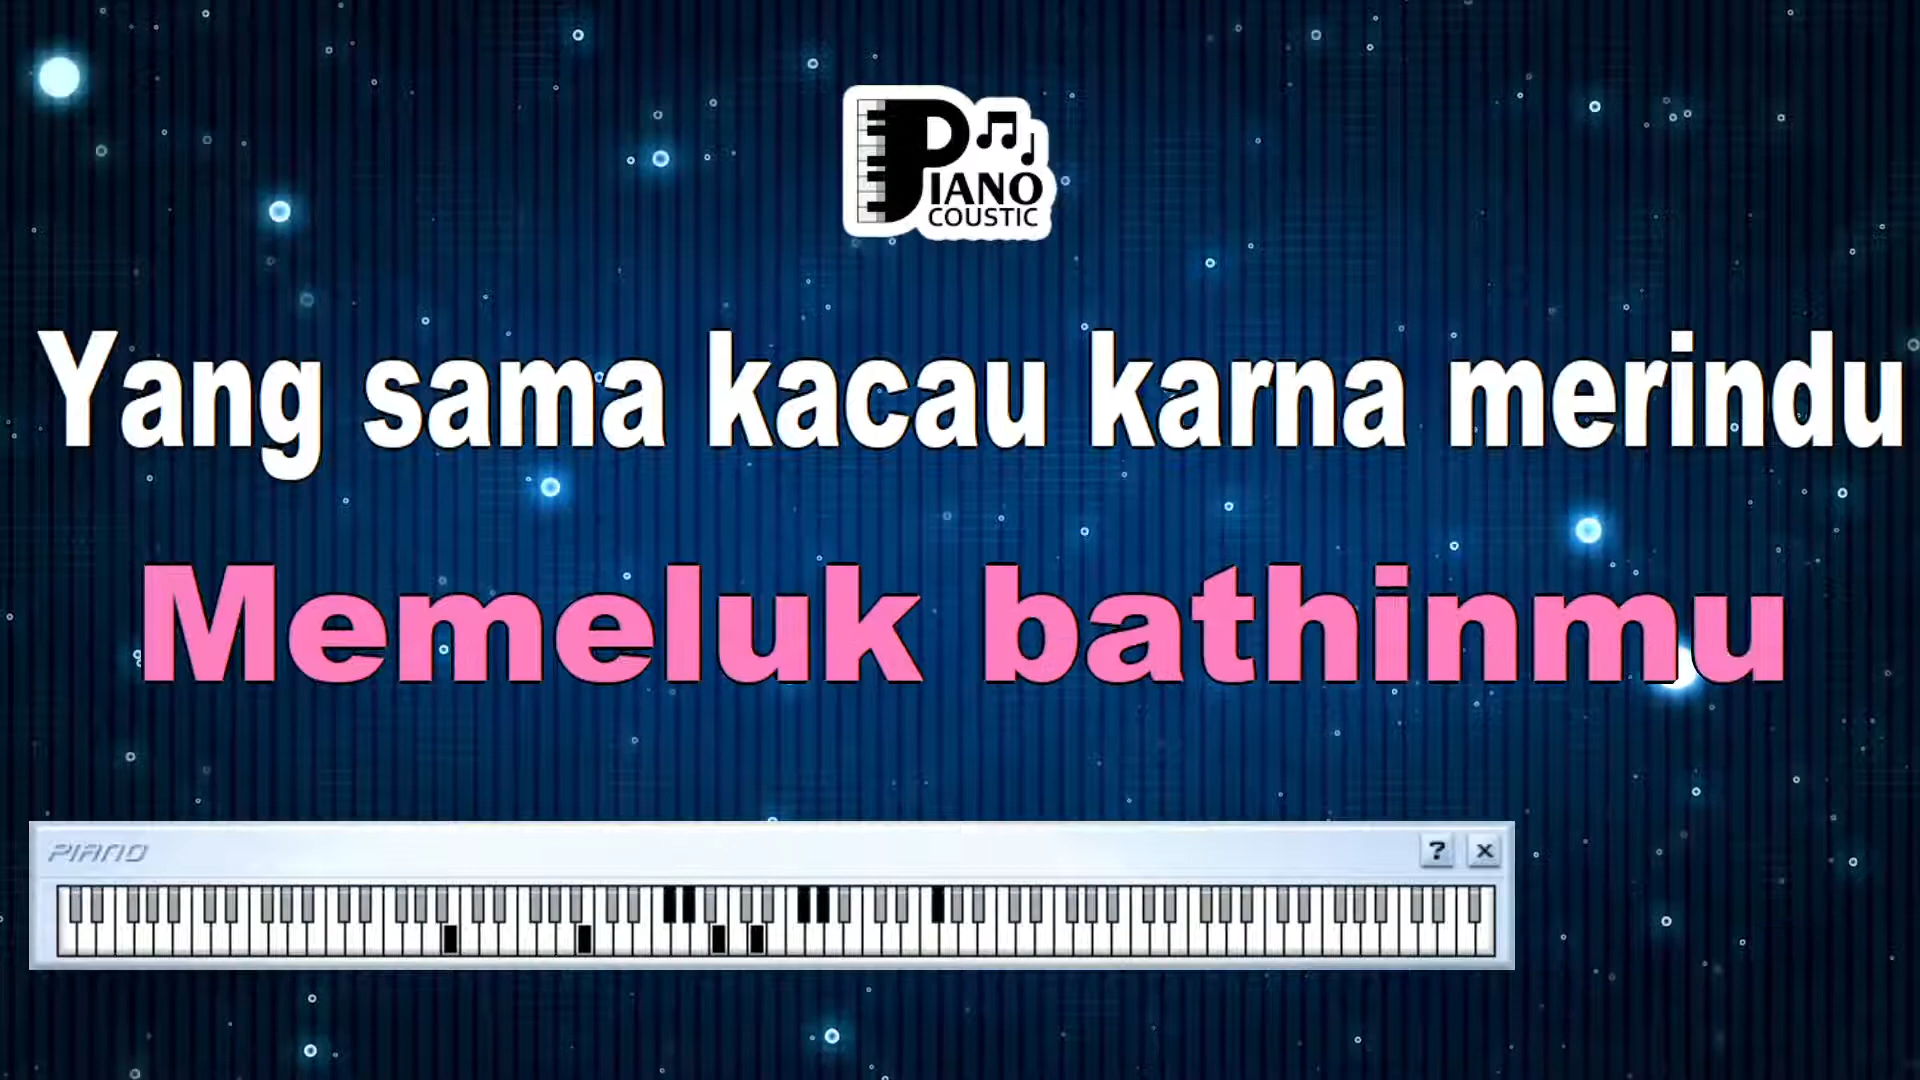 PIANO
COUSTIC
Yang sama kacau karna merindu
Memeluk bathinmu
PIANO
? x